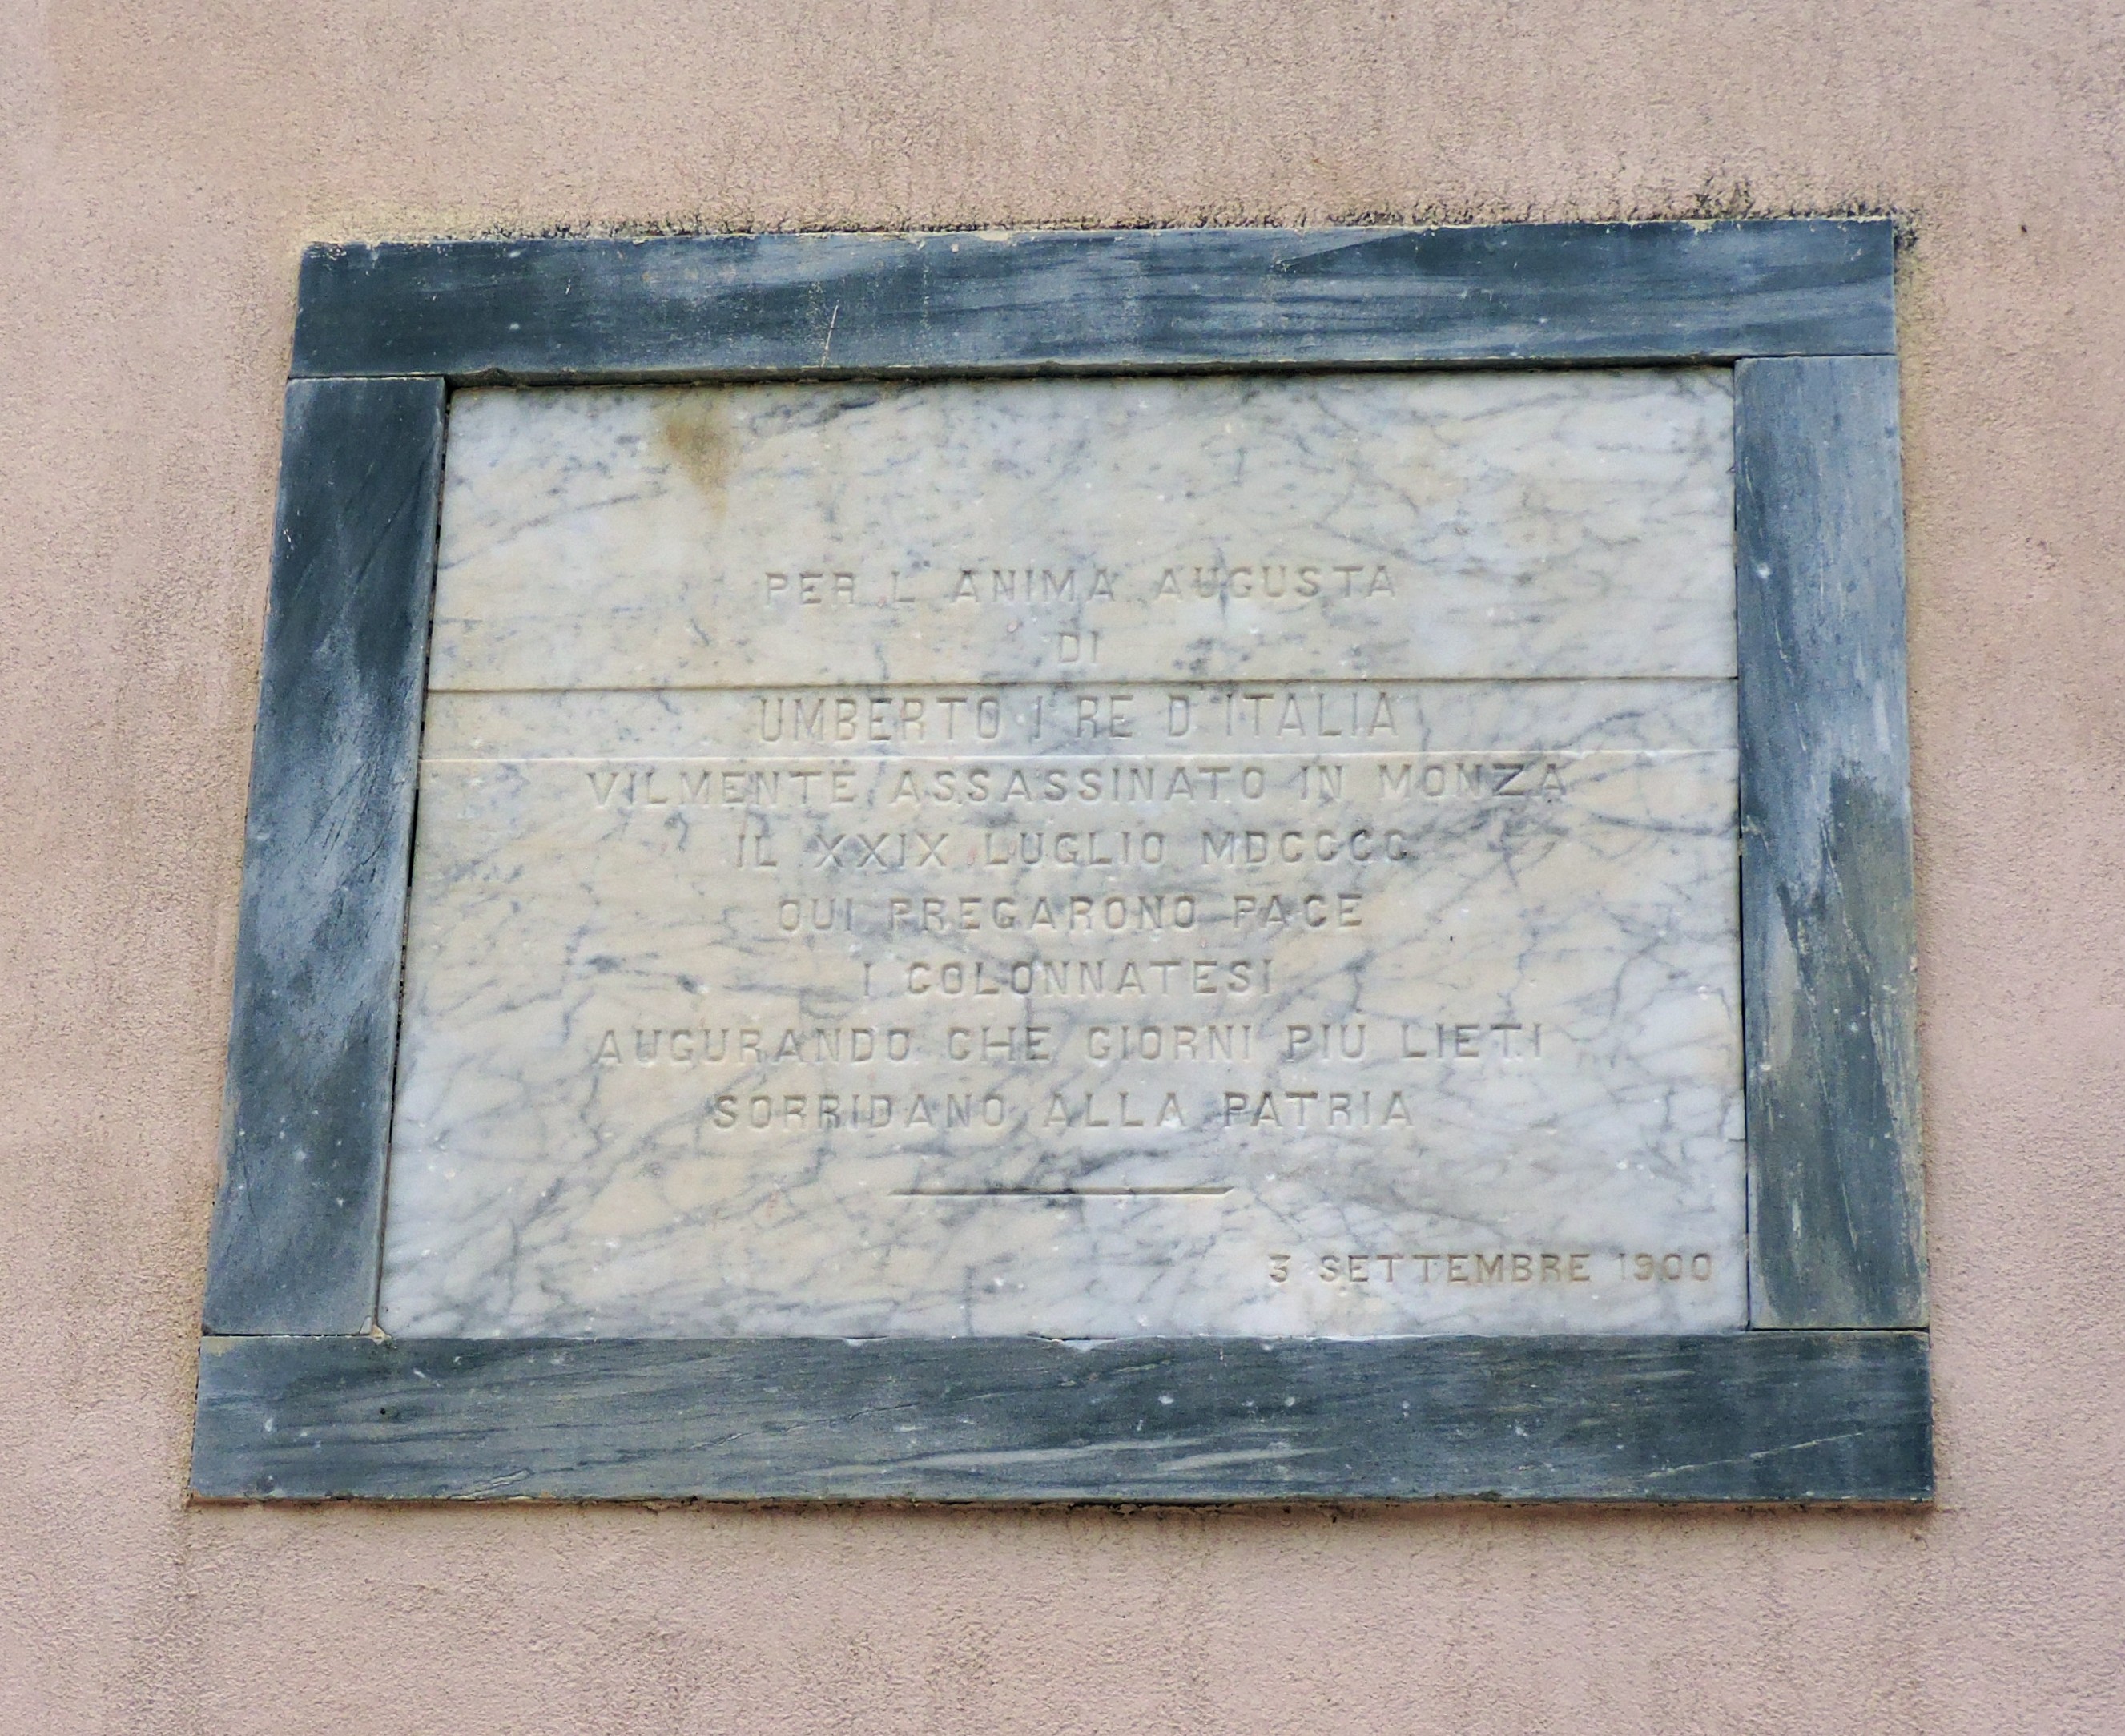 PER L' ANIMA AUGUSTA
DI
UMBERTO I RE D'ITALIA
VILMENTE ASSASSINATO IN MONZA
IL XXIX LUGLIO MDCCCC
QUI PREGARONO PACE
I COLONNATESI
AUGURANDO CHE GIORNI PIÙ LIETI
SORRIDANO ALLA PATRIA
3 SETTEMBRE 1900